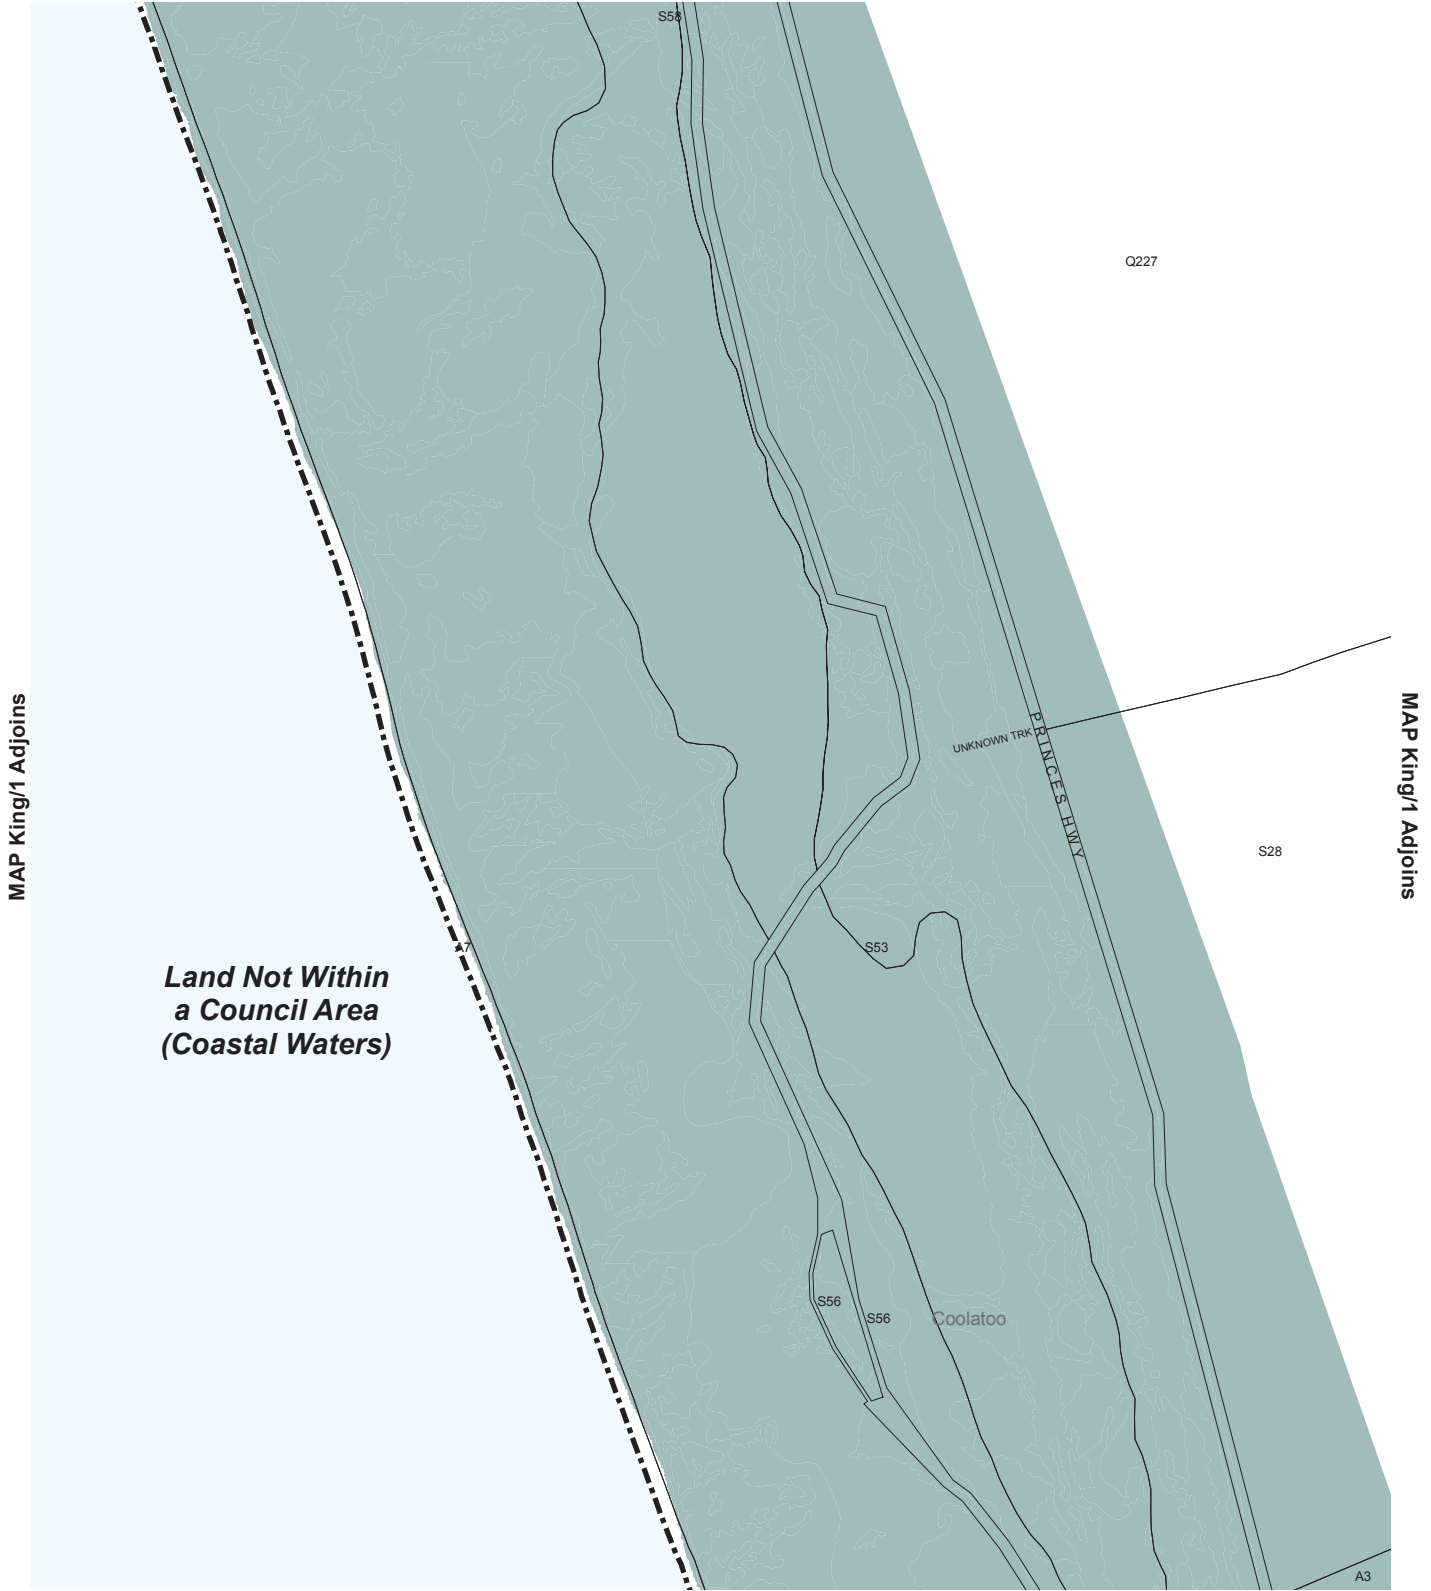 S58
Q227
MAP King/1 Adjoins
MAP King/1 Adjoins
UNKNOWN TRK
PRINCES HWY
S28
A7
S53
Land Not Within
a Council Area
(Coastal Waters)
S56
S56
Coolatoo
A3